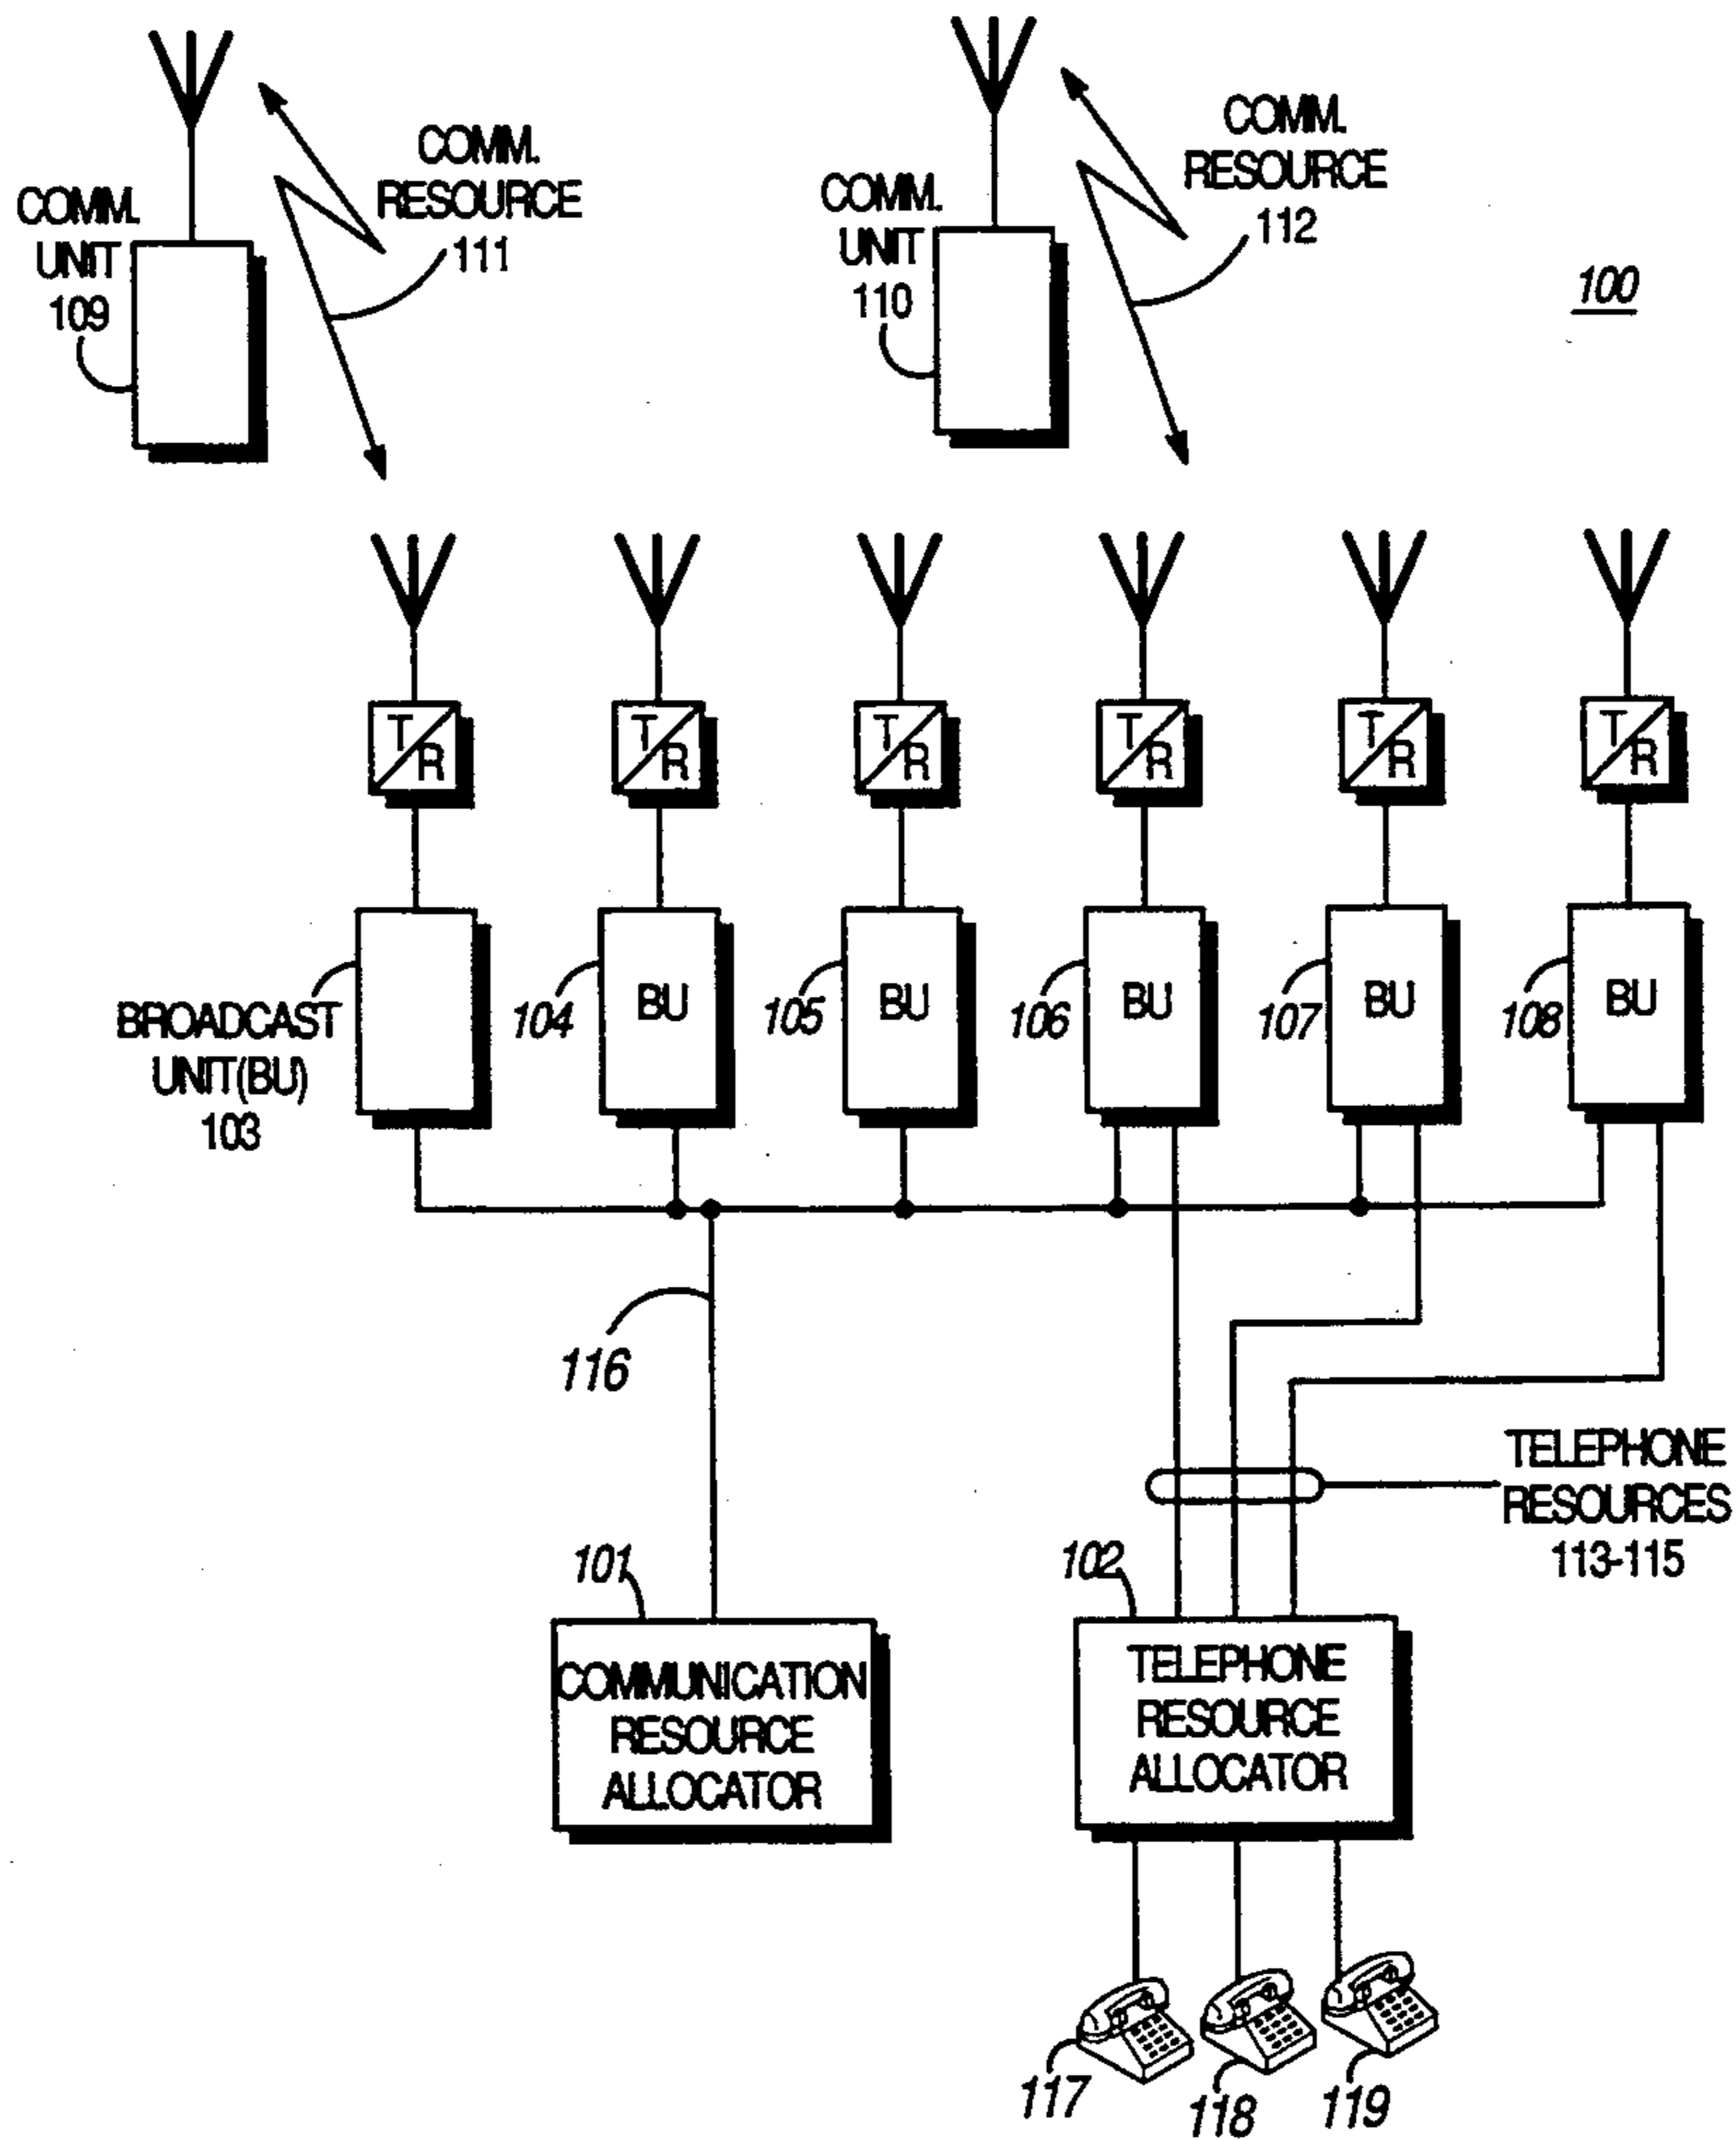 COMM.
UNIT
109
COMM.
RESOURCE
111
COMM.
UNIT
110
COMM.
RESOURCE
112
100
T/R
T/R
T/R
T/R
T/R
T/R
BROADCAST
UNIT(BU)
103
104
BU
105
BU
106
BU
107
BU
108
BU
116
TELEPHONE
RESOURCES
113-115
101
COMMUNICATION
RESOURCE
ALLOCATOR
102
TELEPHONE
RESOURCE
ALLOCATOR
117
118
119